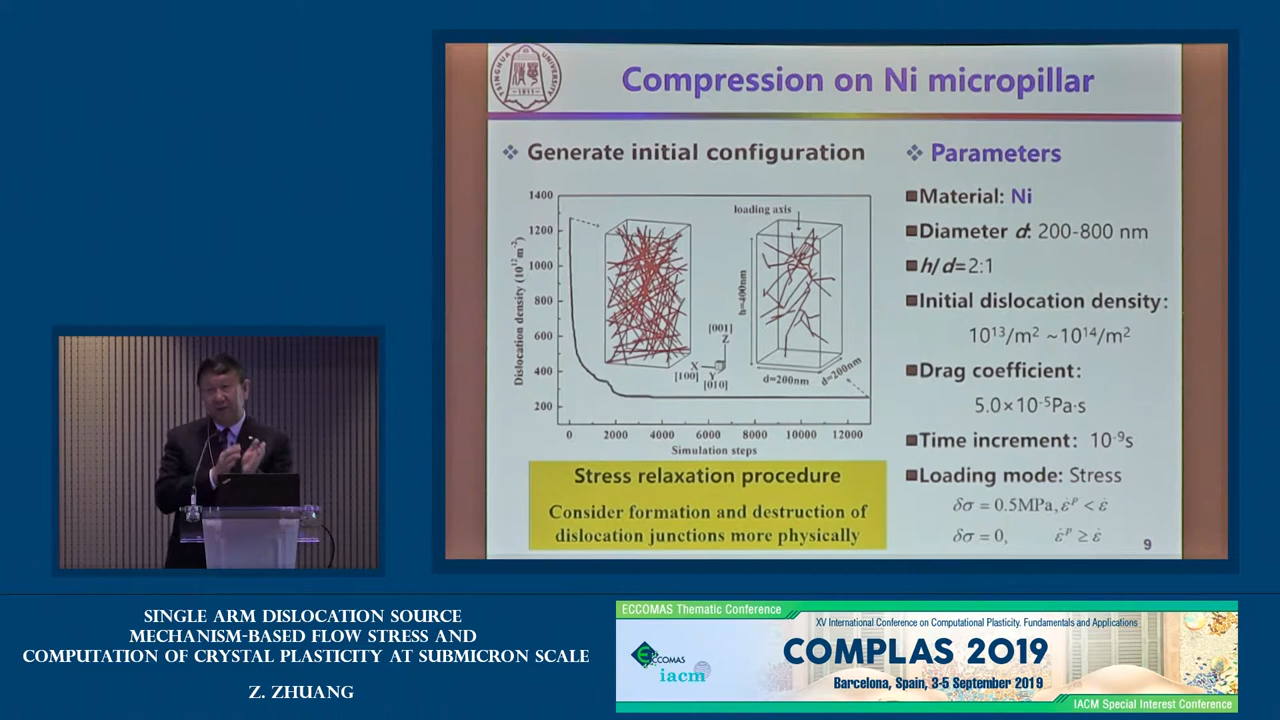 TSINGHUA UNIVERSITY
-1911-
Compression on Ni micropillar
❖ Generate initial configuration
1400
1200
1000
800
600
400
200
Dislocation density (10¹²m⁻²)
0 2000 4000 6000 8000 10000 12000
Simulation steps
loading axis
h=400nm
d=200nm
d=200nm
[001]
Z
X
[100]
Y
[010]
Stress relaxation procedure
Consider formation and destruction of
dislocation junctions more physically
❖ Parameters
Material: Ni
Diameter d: 200-800 nm
h/d=2:1
Initial dislocation density:
10¹³/m² ~10¹⁴/m²
Drag coefficient:
5.0×10⁻⁵Pa·s
Time increment: 10⁻⁹s
Loading mode: Stress
δσ = 0.5MPa, ε̇ᵖ < ε̇
δσ = 0, ε̇ᵖ ≥ ε̇
9
SINGLE ARM DISLOCATION SOURCE
MECHANISM-BASED FLOW STRESS AND
COMPUTATION OF CRYSTAL PLASTICITY AT SUBMICRON SCALE
Z. ZHUANG
ECCOMAS Thematic Conference
XV International Conference on Computational Plasticity. Fundamentals and Applications
ECCOMAS
iacm
COMPLAS 2019
Barcelona, Spain, 3-5 September 2019
IACM Special Interest Conference